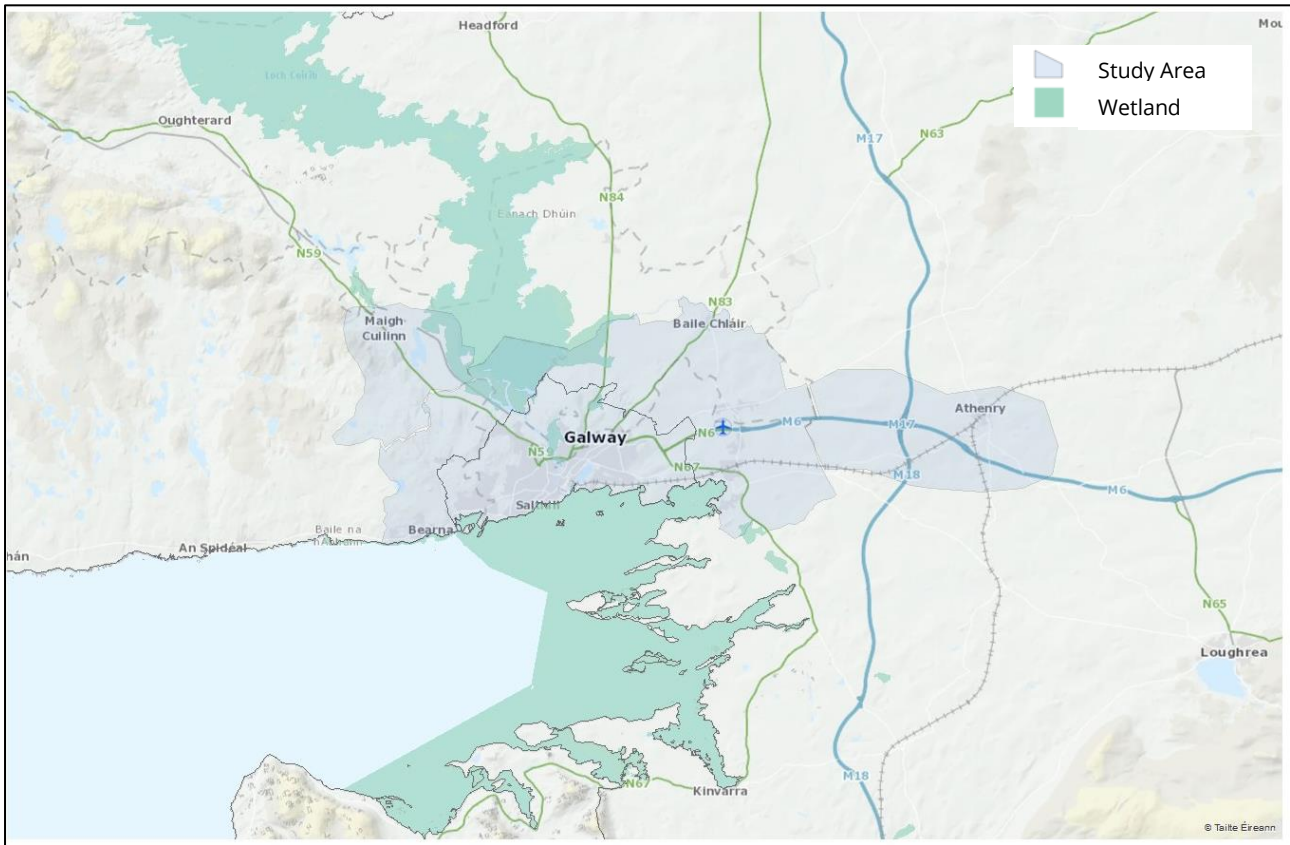 Headford
Mou
Loch Coirib
Study Area
Wetland
Oughterard
M17
N63
N84
Eanach Dhúin
N59
N83
Maigh
Cuilinn
Baile Chláir
Athenry
Galway
N6
M6
M17
N59
N67
M18
M6
Bearna
Baile na
An Spidéal
hán
N65
Loughrea
M18
N67
Kinvarra
© Tailte Éireann